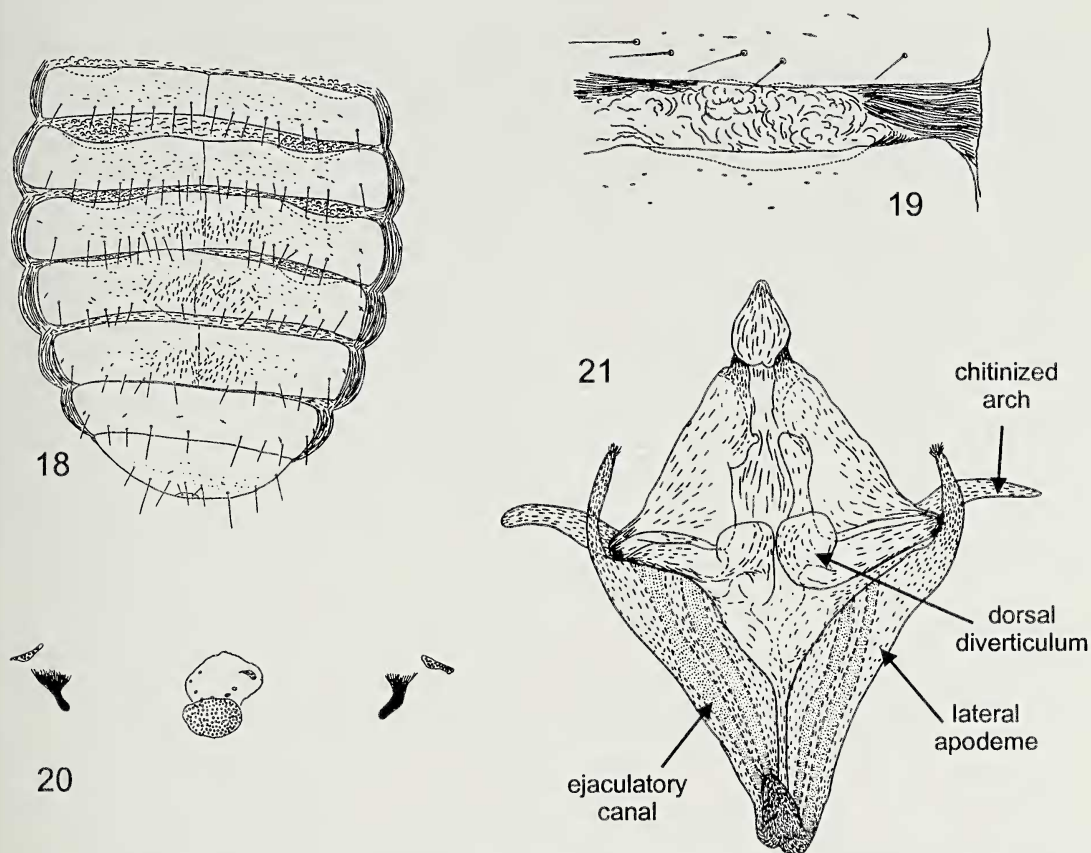 19
18
21
chitinized
arch
dorsal
diverticulum
lateral
apodeme
ejaculatory
canal
20